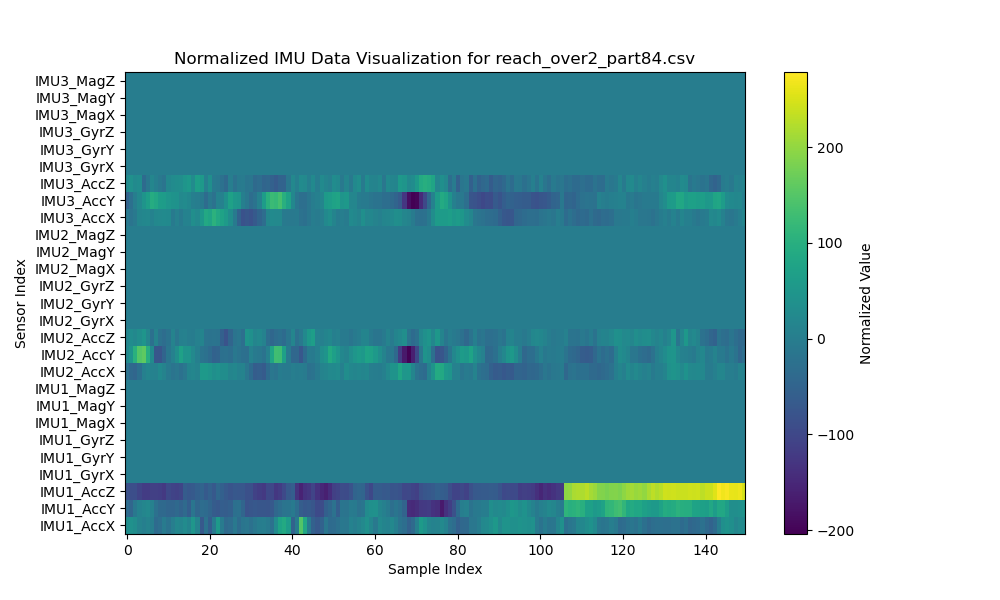 Normalized IMU Data Visualization for reach_over2_part84.csv
IMU3_MagZ
IMU3_MagY
IMU3_MagX
IMU3_GyrZ
IMU3_GyrY
IMU3_GyrX
IMU3_AccZ
IMU3_AccY
IMU3_AccX
IMU2_MagZ
IMU2_MagY
IMU2_MagX
IMU2_GyrZ
IMU2_GyrY
IMU2_GyrX
IMU2_AccZ
IMU2_AccY
IMU2_AccX
IMU1_MagZ
IMU1_MagY
IMU1_MagX
IMU1_GyrZ
IMU1_GyrY
IMU1_GyrX
IMU1_AccZ
IMU1_AccY
IMU1_AccX
Sensor Index
0 20 40 60 80 100 120 140
Sample Index
200
100
0
−100
−200
Normalized Value